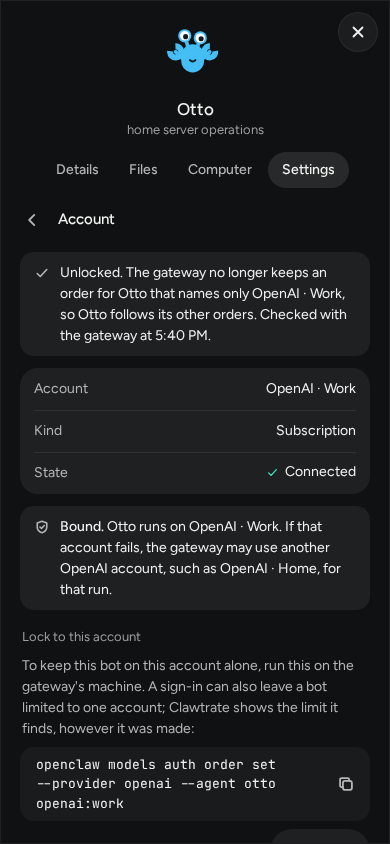 Otto
home server operations
Details Files Computer Settings
Account
Unlocked. The gateway no longer keeps an
order for Otto that names only OpenAI · Work,
so Otto follows its other orders. Checked with
the gateway at 5:40 PM.
Account OpenAI · Work
Kind Subscription
State Connected
Bound. Otto runs on OpenAI · Work. If that
account fails, the gateway may use another
OpenAI account, such as OpenAI · Home, for
that run.
Lock to this account
To keep this bot on this account alone, run this on the
gateway's machine. A sign-in can also leave a bot
limited to one account; Clawtrate shows the limit it
finds, however it was made:
openclaw models auth order set
--provider openai --agent otto
openai:work